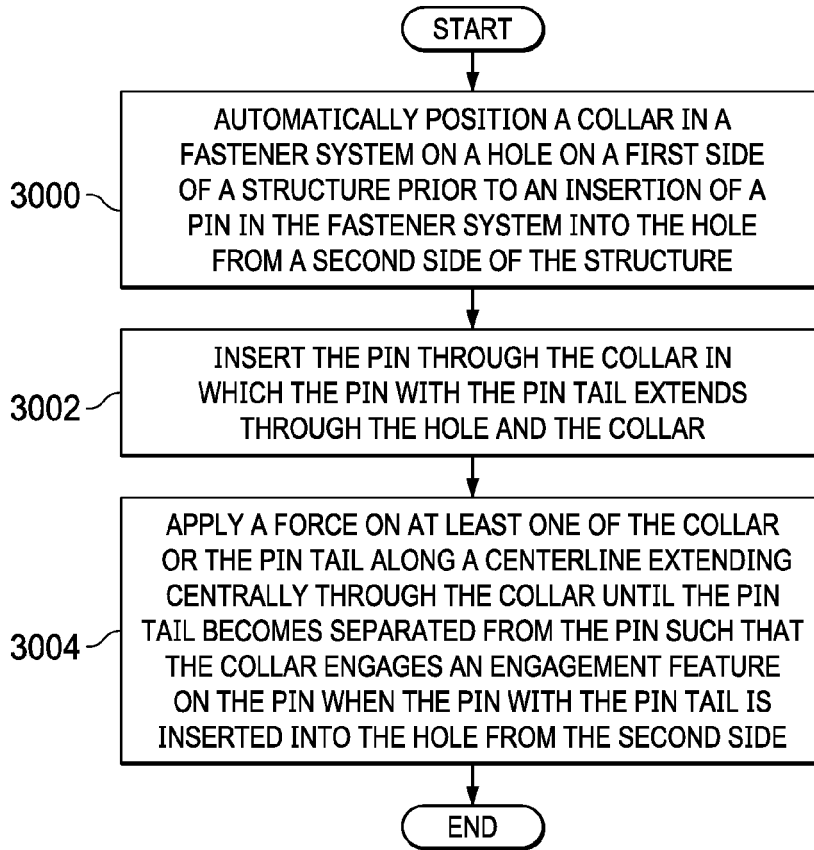 START
3000
AUTOMATICALLY POSITION A COLLAR IN A
FASTENER SYSTEM ON A HOLE ON A FIRST SIDE
OF A STRUCTURE PRIOR TO AN INSERTION OF A
PIN IN THE FASTENER SYSTEM INTO THE HOLE
FROM A SECOND SIDE OF THE STRUCTURE
3002
INSERT THE PIN THROUGH THE COLLAR IN
WHICH THE PIN WITH THE PIN TAIL EXTENDS
THROUGH THE HOLE AND THE COLLAR
3004
APPLY A FORCE ON AT LEAST ONE OF THE COLLAR
OR THE PIN TAIL ALONG A CENTERLINE EXTENDING
CENTRALLY THROUGH THE COLLAR UNTIL THE PIN
TAIL BECOMES SEPARATED FROM THE PIN SUCH THAT
THE COLLAR ENGAGES AN ENGAGEMENT FEATURE
ON THE PIN WHEN THE PIN WITH THE PIN TAIL IS
INSERTED INTO THE HOLE FROM THE SECOND SIDE
END